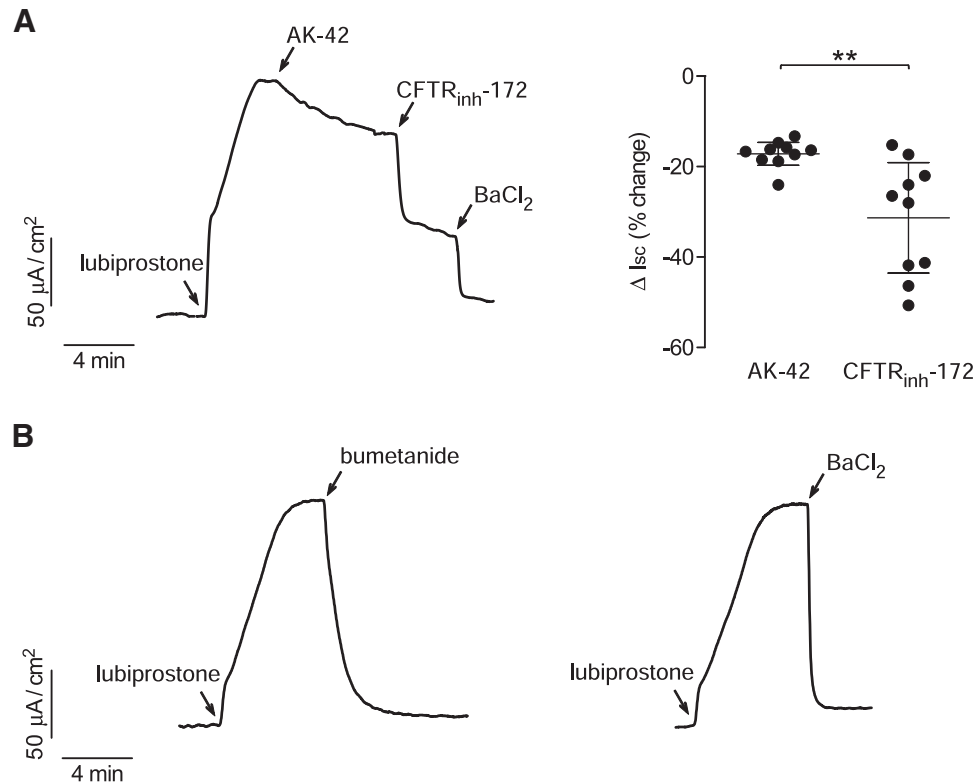 A
AK-42
CFTRinh-172
BaCl2
lubiprostone
50 µA/cm2
4 min
**
0
-20
-40
-60
Δ Isc (% change)
AK-42
CFTRinh-172
B
bumetanide
lubiprostone
50 µA/cm2
4 min
BaCl2
lubiprostone